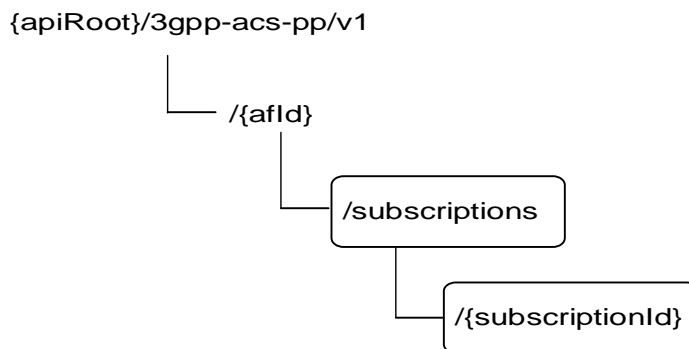 {apiRoot}/3gpp-acs-pp/v1
/{afId}
/subscriptions
/{subscriptionId}